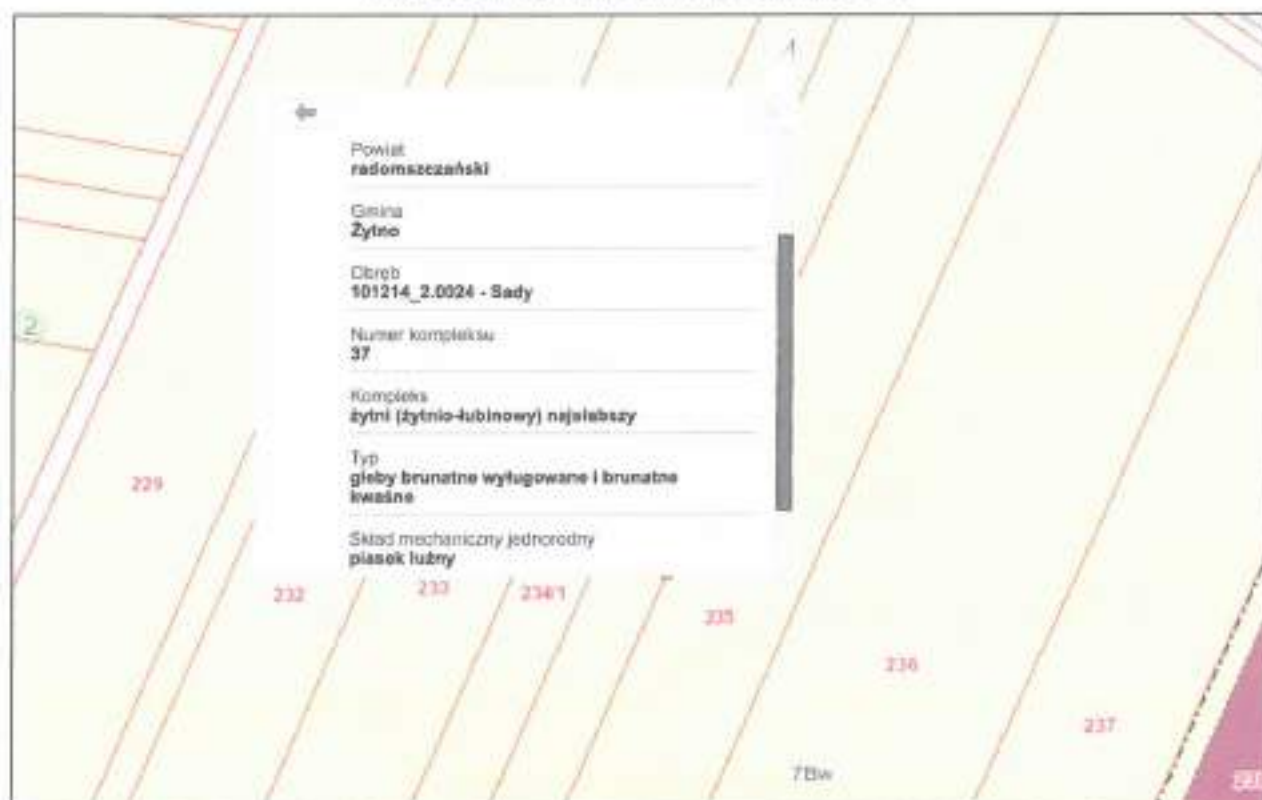 Powiat
radomszczański
Gmina
Żytno
Obręb
101214_2.0024 - Sady
Numer kompleksu
37
Kompleks
żytni (żytnio-łubinowy) najsłabszy
Typ
gleby brunatne wyługowane i brunatne
kwaśne
Skład mechaniczny jednorodny
piasek luźny
2
229
232
233
234/1
235
236
237
7Bw